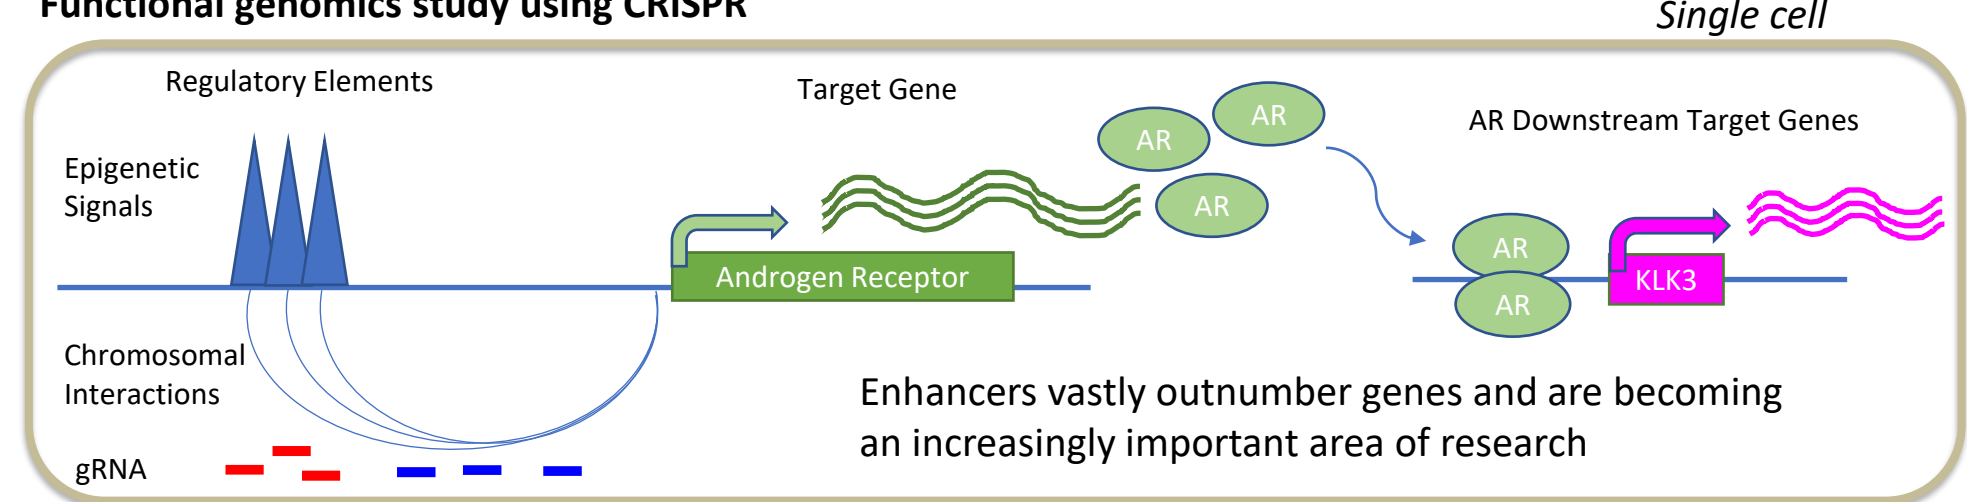 Functional genomics study using CRISPR
Single cell
Regulatory Elements
Target Gene
AR
AR
AR
AR Downstream Target Genes
Epigenetic
Signals
Androgen Receptor
AR
AR
KLK3
Chromosomal
Interactions
Enhancers vastly outnumber genes and are becoming
an increasingly important area of research
gRNA